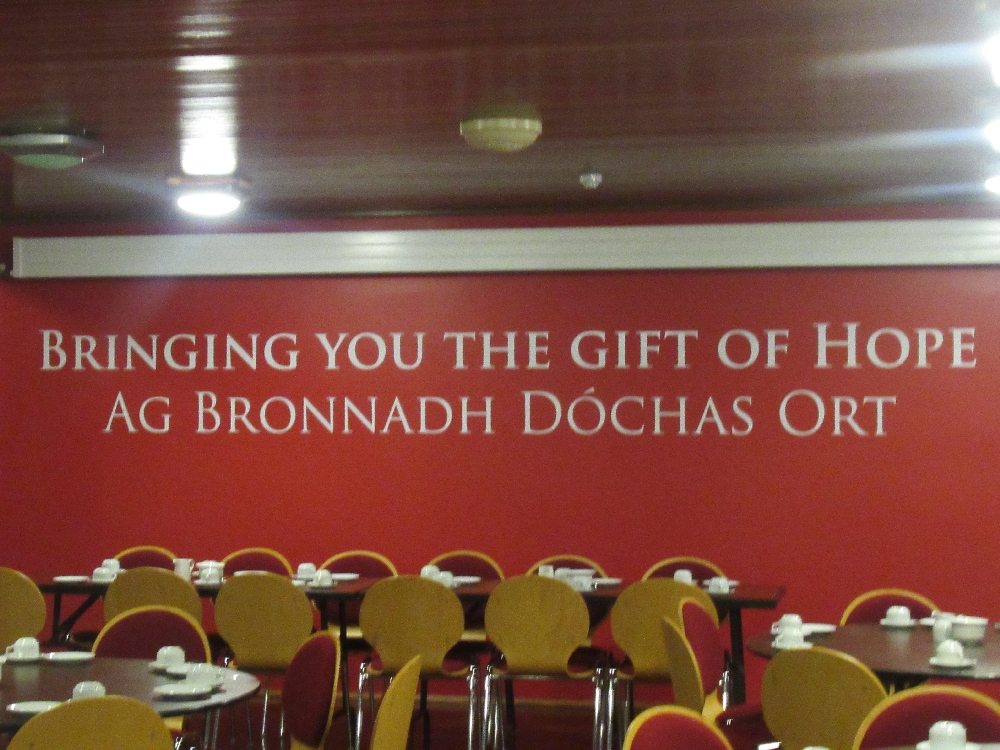 Bringing you the gift of Hope
Ag Bronnadh Dóchas Ort